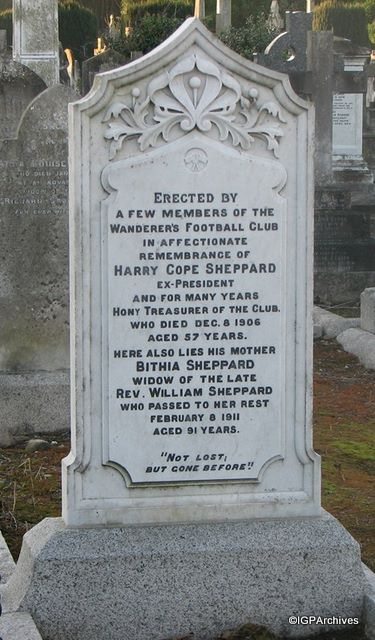 ERECTED BY
A FEW MEMBERS OF THE
WANDERER'S FOOTBALL CLUB
IN AFFECTIONATE
REMEMBRANCE OF
HARRY COPE SHEPPARD
EX-PRESIDENT
AND FOR MANY YEARS
HONY TREASURER OF THE CLUB.
WHO DIED DEC. 8 1906
AGED 57 YEARS.
HERE ALSO LIES HIS MOTHER
BITHIA SHEPPARD
WIDOW OF THE LATE
REV. WILLIAM SHEPPARD
WHO PASSED TO HER REST
FEBRUARY 8 1911
AGED 91 YEARS.
"NOT LOST,
BUT GONE BEFORE"
©IGPArchives